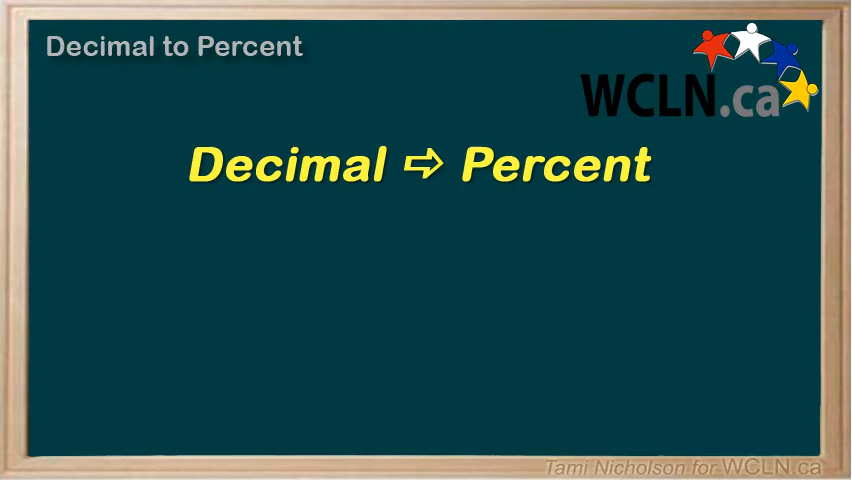 Decimal to Percent
WCLN.ca
Decimal ⇨ Percent
Tami Nicholson for WCLN.ca